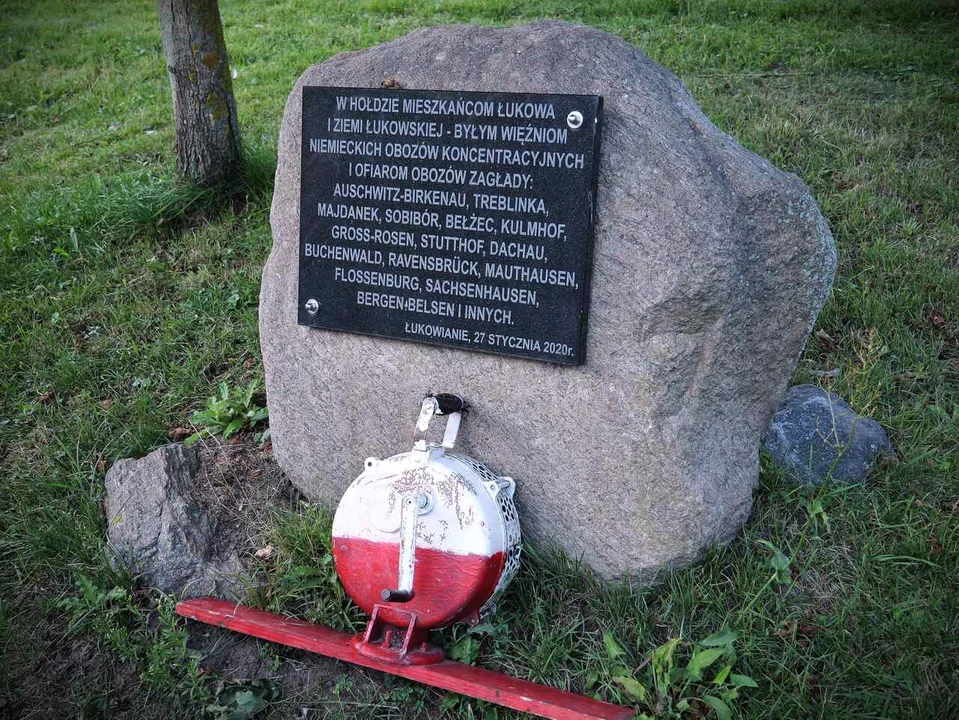 W HOŁDZIE MIESZKAŃCOM ŁUKOWA
I ZIEMI ŁUKOWSKIEJ - BYŁYM WIĘŹNIOM
NIEMIECKICH OBOZÓW KONCENTRACYJNYCH
I OFIAROM OBOZÓW ZAGŁADY:
AUSCHWITZ-BIRKENAU, TREBLINKA,
MAJDANEK, SOBIBÓR, BEŁŻEC, KULMHOF,
GROSS-ROSEN, STUTTHOF, DACHAU,
BUCHENWALD, RAVENSBRÜCK, MAUTHAUSEN,
FLOSSENBURG, SACHSENHAUSEN,
BERGEN-BELSEN I INNYCH.
ŁUKOWIANIE, 27 STYCZNIA 2020r.